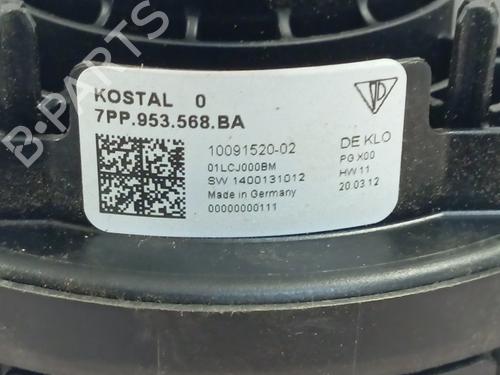 KOSTAL 0
7PP.953.568.BA
10091520-02
01LCJ000BM
SW 1400131012
Made in Germany
00000000111
DE KLO
PG X00
HW 11
20.03.12
B-PARTS